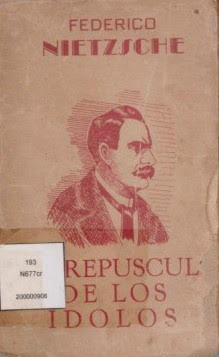 FEDERICO
NIETZSCHE
193
N677cr
200000906
REPUSCUL
DE LOS
IDOLOS